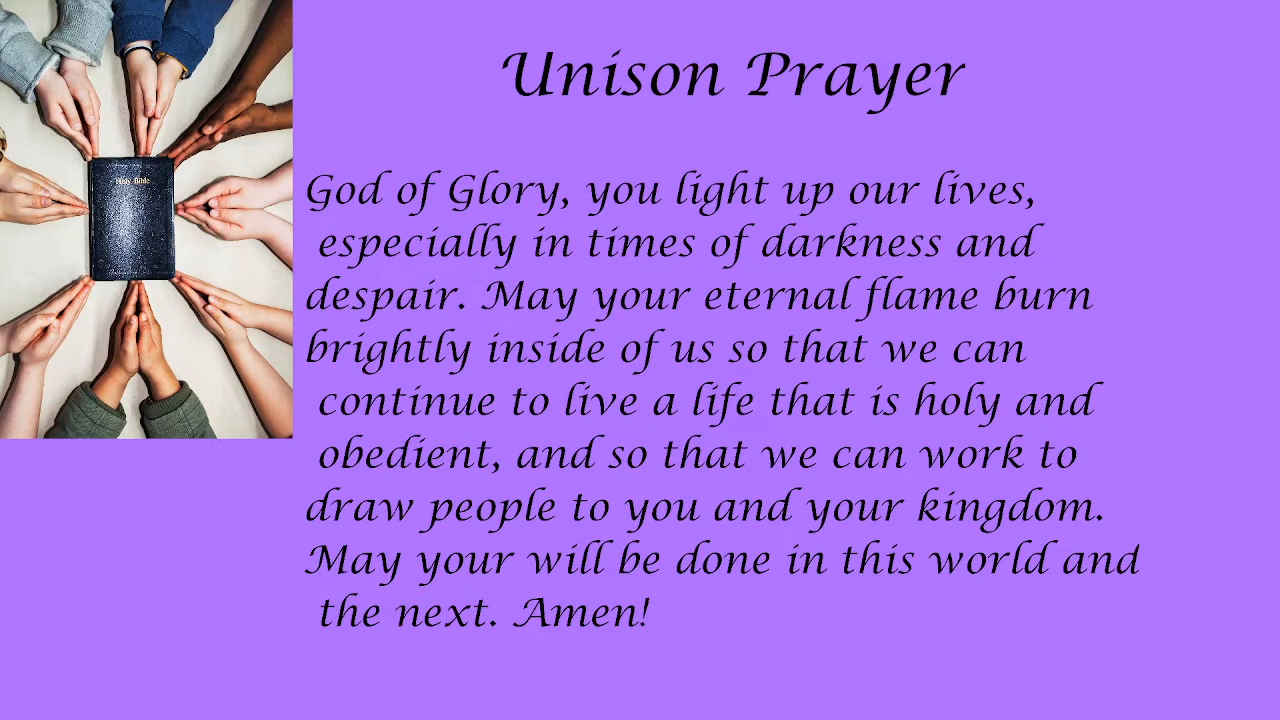 Unison Prayer
Holy Bible
God of Glory, you light up our lives,
especially in times of darkness and
despair. May your eternal flame burn
brightly inside of us so that we can
continue to live a life that is holy and
obedient, and so that we can work to
draw people to you and your kingdom.
May your will be done in this world and
the next. Amen!